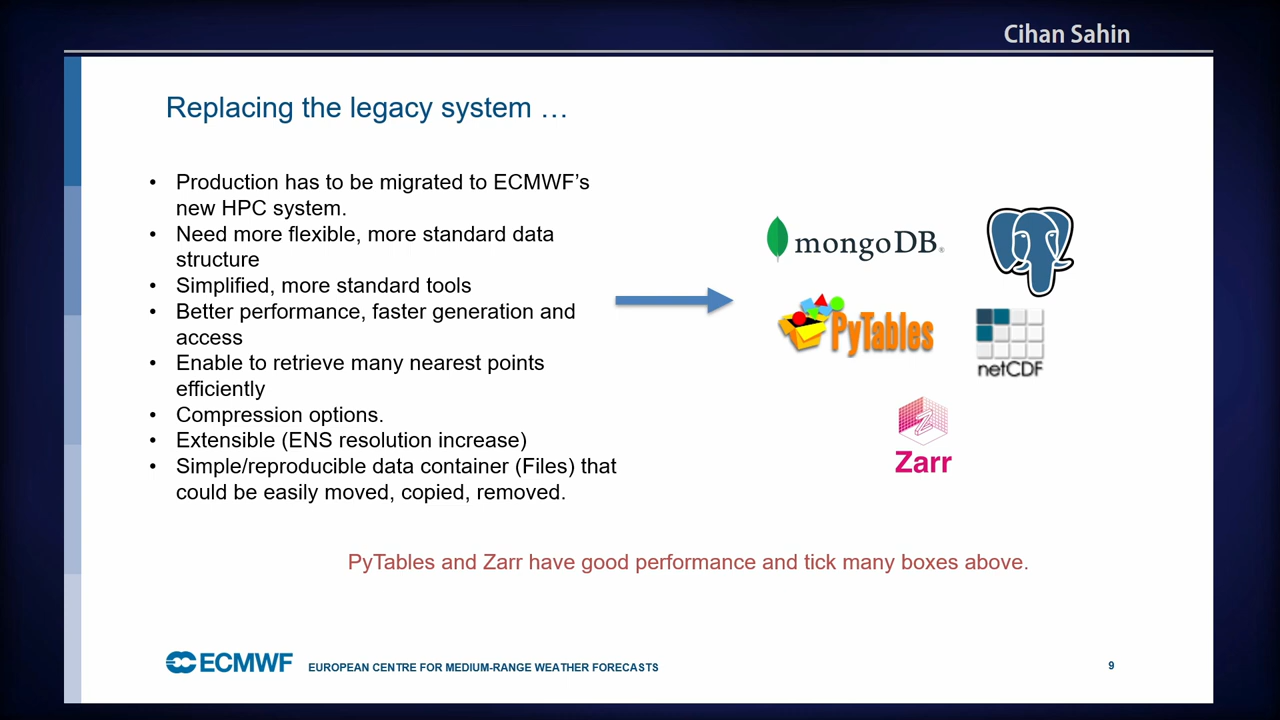 Cihan Sahin
Replacing the legacy system …
• Production has to be migrated to ECMWF’s
new HPC system.
• Need more flexible, more standard data
structure
• Simplified, more standard tools
• Better performance, faster generation and
access
• Enable to retrieve many nearest points
efficiently
• Compression options.
• Extensible (ENS resolution increase)
• Simple/reproducible data container (Files) that
could be easily moved, copied, removed.
mongoDB®
PyTables
netCDF
Zarr
PyTables and Zarr have good performance and tick many boxes above.
ECMWF EUROPEAN CENTRE FOR MEDIUM-RANGE WEATHER FORECASTS
9